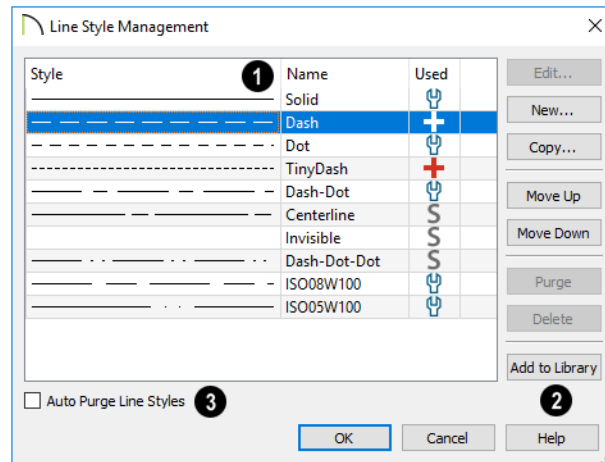 Line Style Management
Style 1 Name Used
Solid
Dash
Dot
TinyDash
Dash-Dot
Centerline S
Invisible S
Dash-Dot-Dot S
ISO08W100
ISO05W100
Edit...
New...
Copy...
Move Up
Move Down
Purge
Delete
Add to Library
2
Auto Purge Line Styles 3
OK Cancel Help